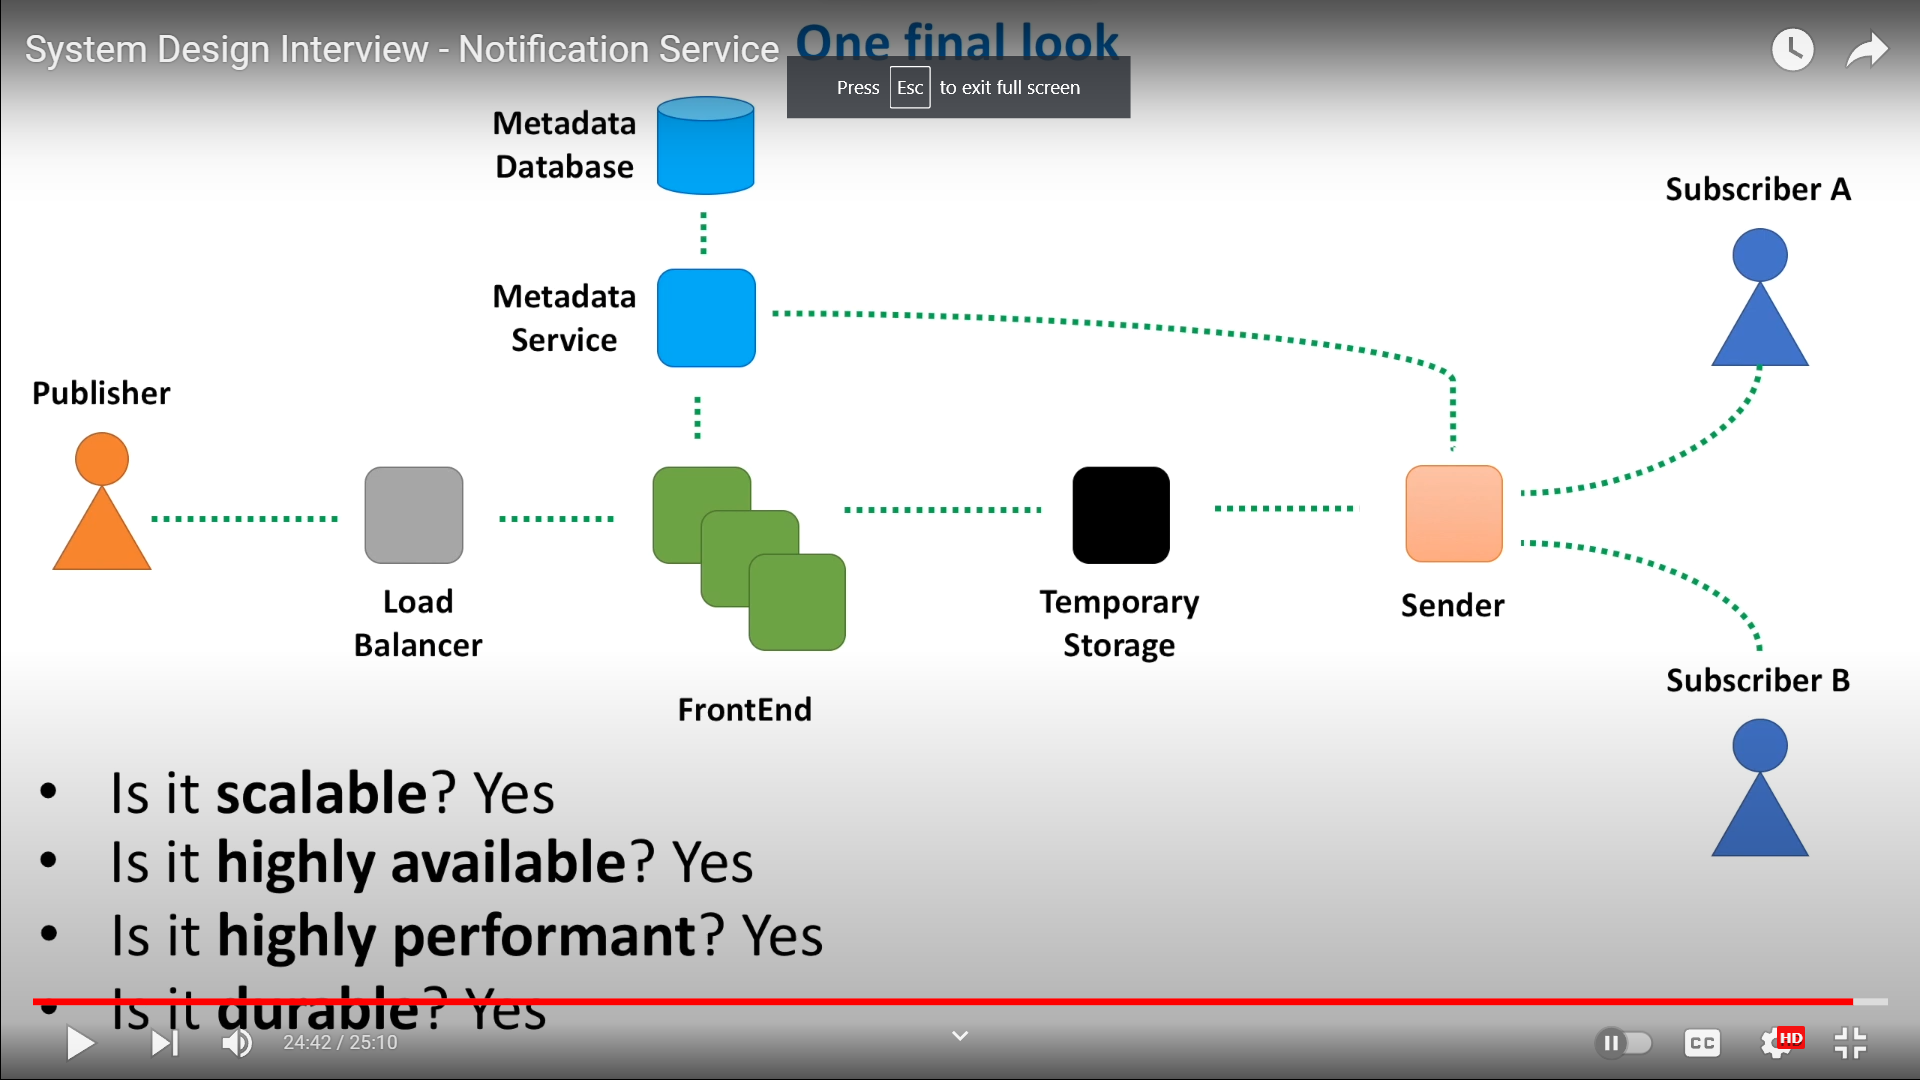 System Design Interview - Notification Service
One final look
Press Esc to exit full screen
Metadata
Database
Subscriber A
Metadata
Service
Publisher
Load
Balancer
Temporary
Storage
Sender
FrontEnd
Subscriber B
• Is it scalable? Yes
• Is it highly available? Yes
• Is it highly performant? Yes
• Is it durable? Yes
24:42 / 25:10
CC
HD